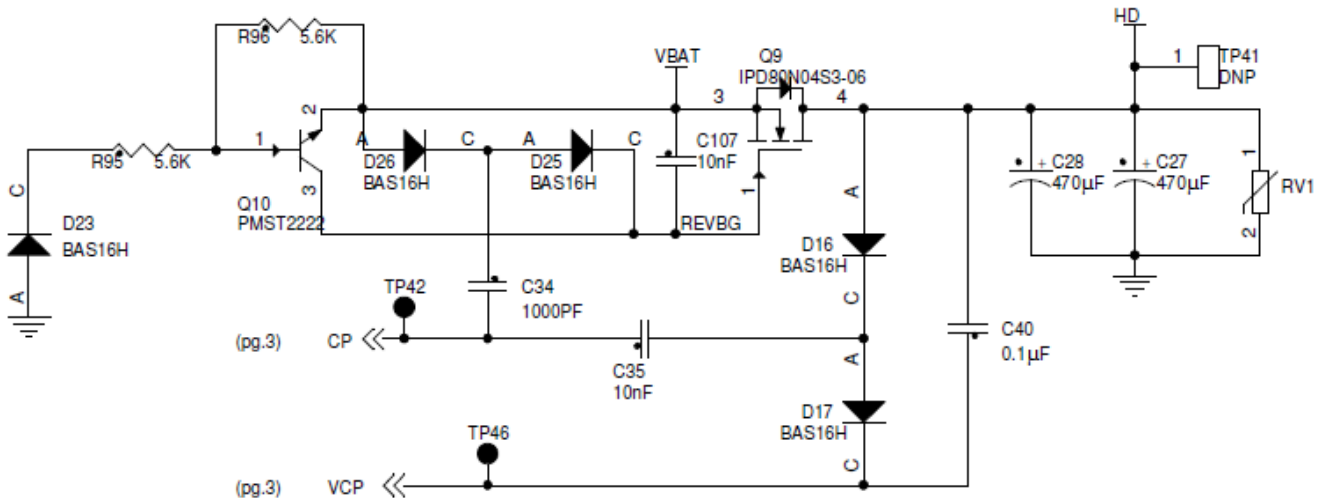 HD
R96 5.6K
VBAT
Q9
IPD80N04S3-06
1 TP41
DNP
2
3
4
1
A
C
A
C
C107
10nF
R95 5.6K
D26
BAS16H
D25
BAS16H
+ C28
470µF
+ C27
470µF
1
RV1
2
C
3
1
A
Q10
PMST2222
REVBG
D23
BAS16H
D16
BAS16H
A
C
TP42
C34
1000PF
(pg.3) CP
C40
0.1µF
A
C35
10nF
D17
BAS16H
TP46
C
(pg.3) VCP